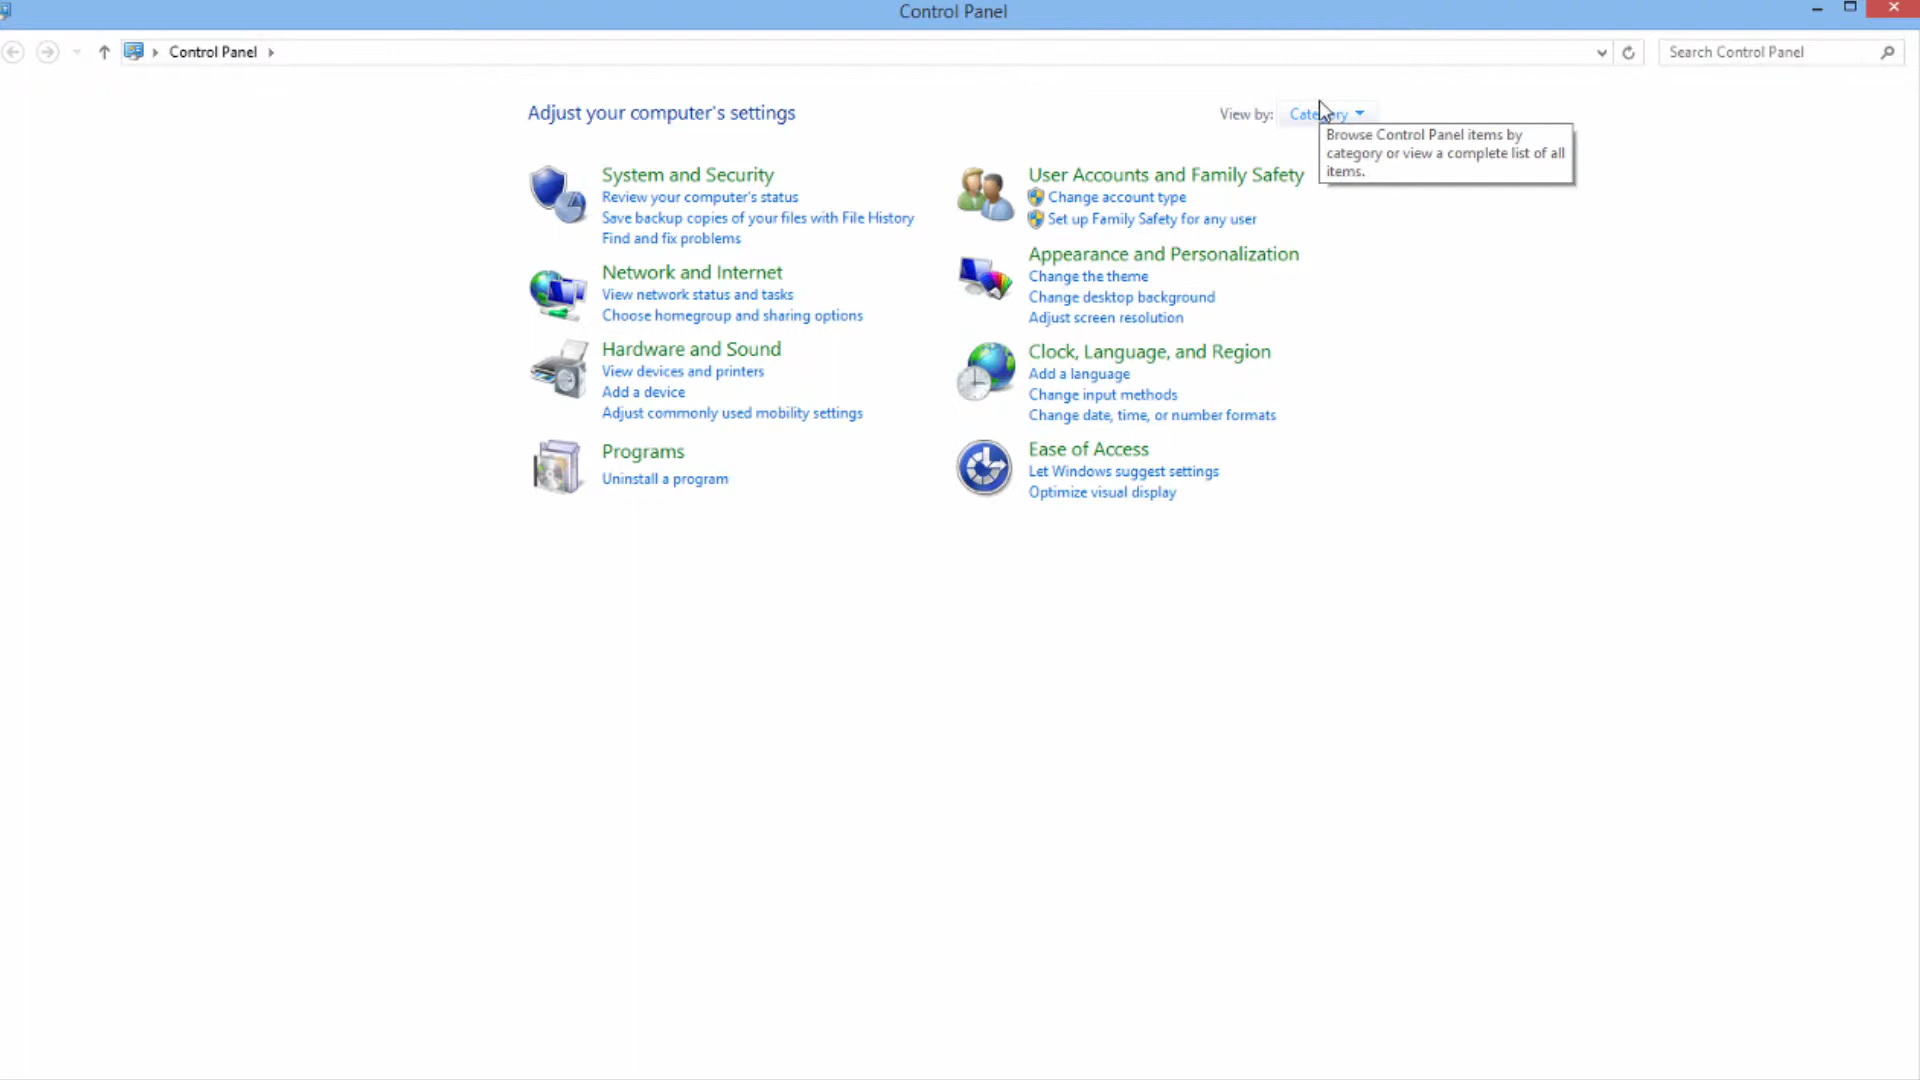 Control Panel
Control Panel
Search Control Panel
Adjust your computer's settings
View by: Category
Browse Control Panel items by
category or view a complete list of all
items.
System and Security
Review your computer's status
Save backup copies of your files with File History
Find and fix problems
Network and Internet
View network status and tasks
Choose homegroup and sharing options
Hardware and Sound
View devices and printers
Add a device
Adjust commonly used mobility settings
Programs
Uninstall a program
User Accounts and Family Safety
Change account type
Set up Family Safety for any user
Appearance and Personalization
Change the theme
Change desktop background
Adjust screen resolution
Clock, Language, and Region
Add a language
Change input methods
Change date, time, or number formats
Ease of Access
Let Windows suggest settings
Optimize visual display